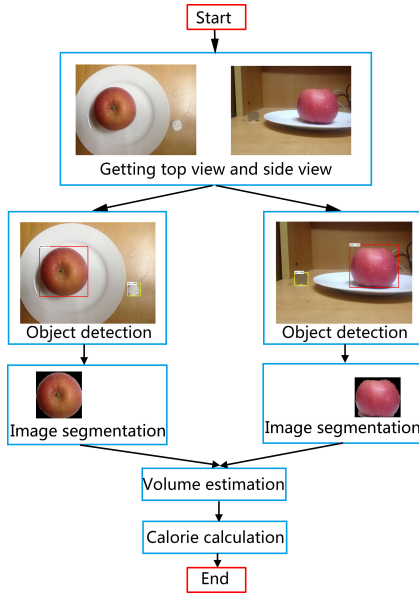 Start
Getting top view and side view
Object detection
Object detection
Image segmentation
Image segmentation
Volume estimation
Calorie calculation
End